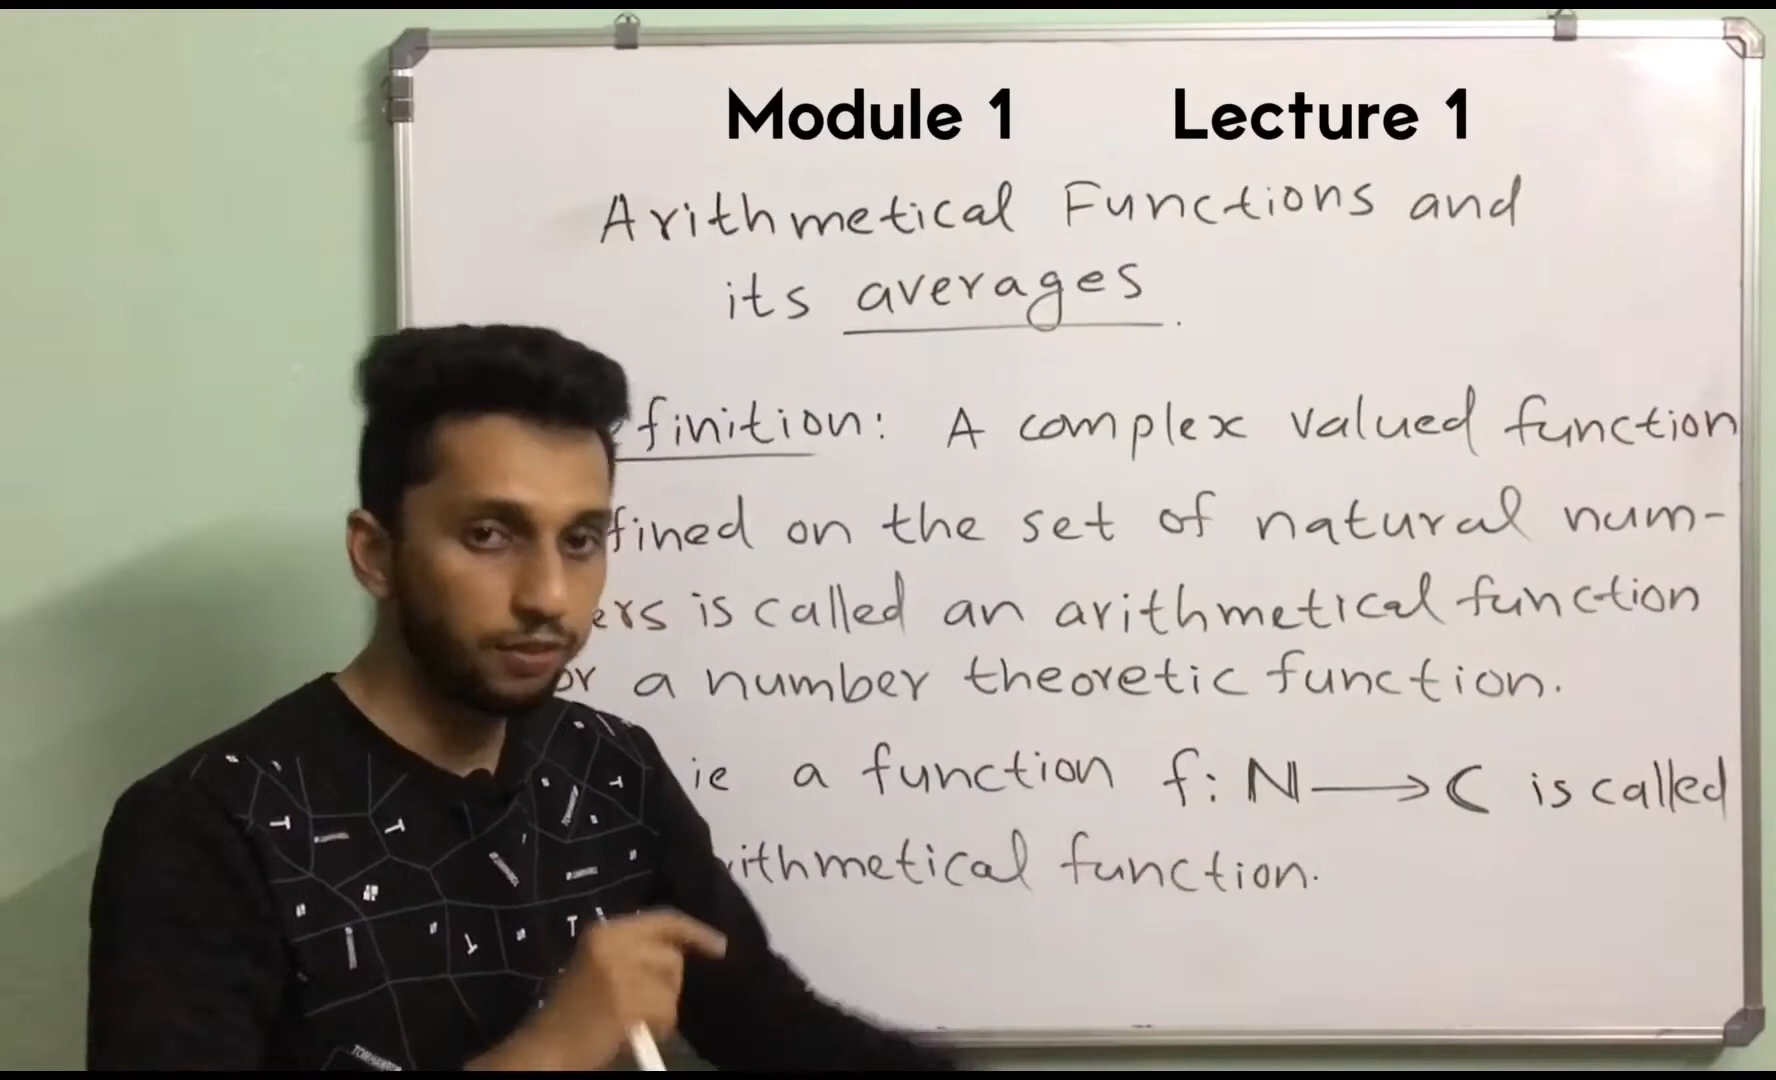 Module 1 Lecture 1
Arithmetical Functions and
its averages.
finition: A complex valued function
fined on the set of natural num-
ers is called an arithmetical function
or a number theoretic function.
ie a function f: ℕ → ℂ is called
rithmetical function.